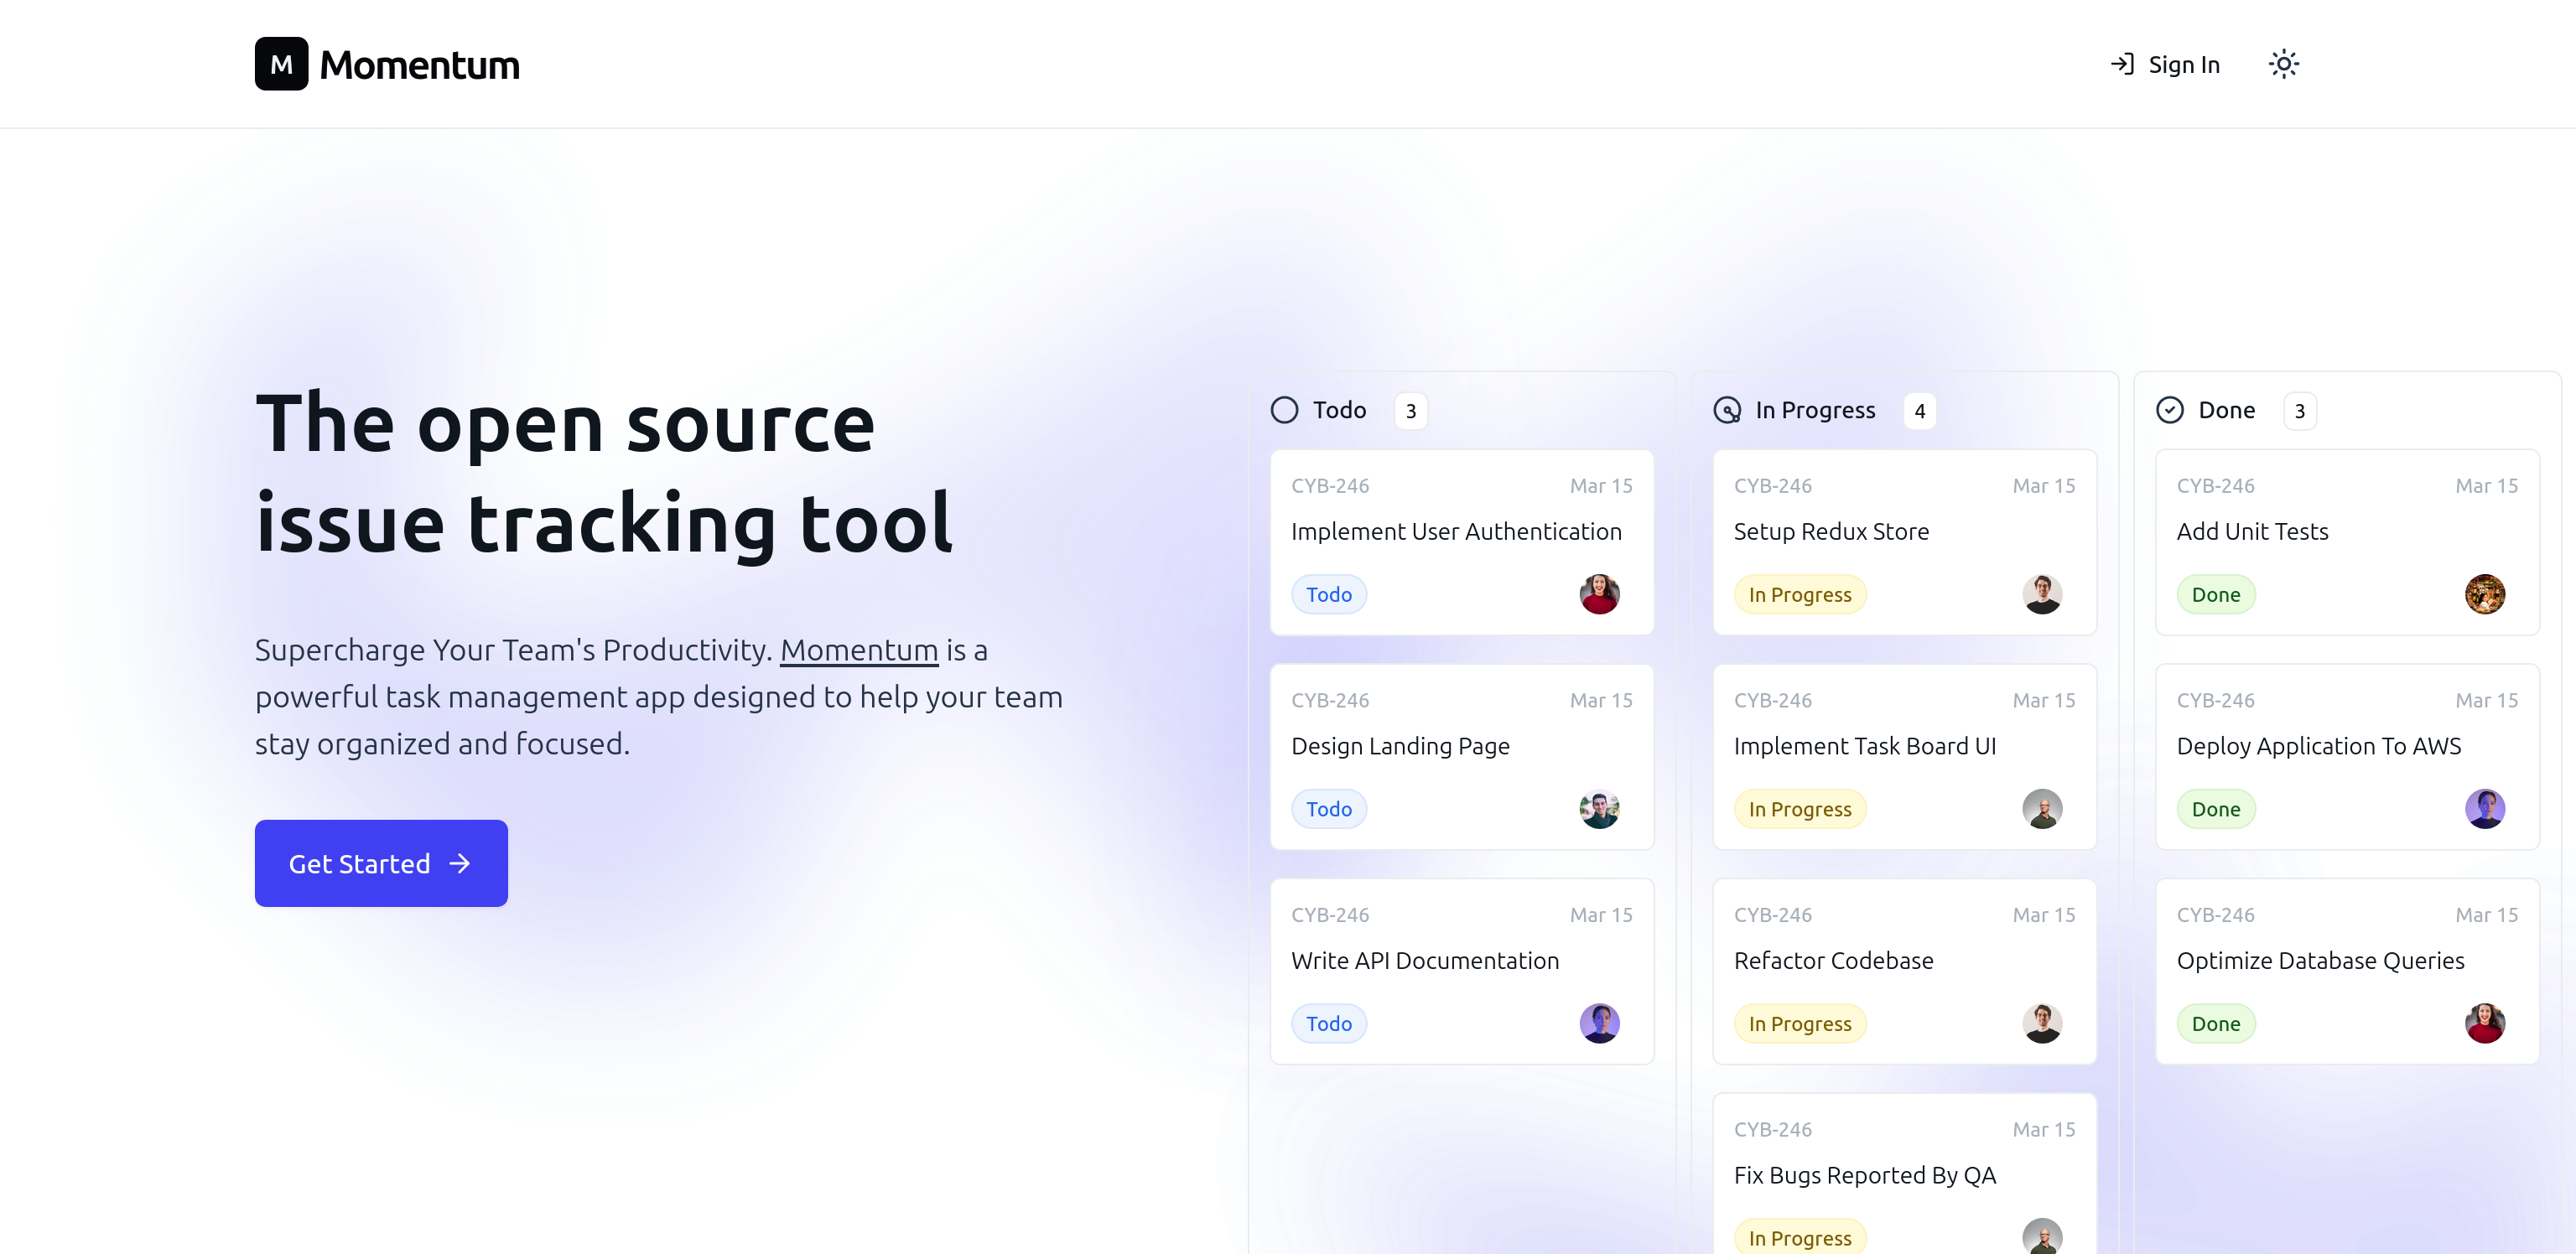 M Momentum
Sign In
The open source
issue tracking tool
Supercharge Your Team's Productivity. Momentum is a
powerful task management app designed to help your team
stay organized and focused.
Get Started
Todo 3
CYB-246 Mar 15
Implement User Authentication
Todo
CYB-246 Mar 15
Design Landing Page
Todo
CYB-246 Mar 15
Write API Documentation
Todo
In Progress 4
CYB-246 Mar 15
Setup Redux Store
In Progress
CYB-246 Mar 15
Implement Task Board UI
In Progress
CYB-246 Mar 15
Refactor Codebase
In Progress
CYB-246 Mar 15
Fix Bugs Reported By QA
In Progress
Done 3
CYB-246 Mar 15
Add Unit Tests
Done
CYB-246 Mar 15
Deploy Application To AWS
Done
CYB-246 Mar 15
Optimize Database Queries
Done